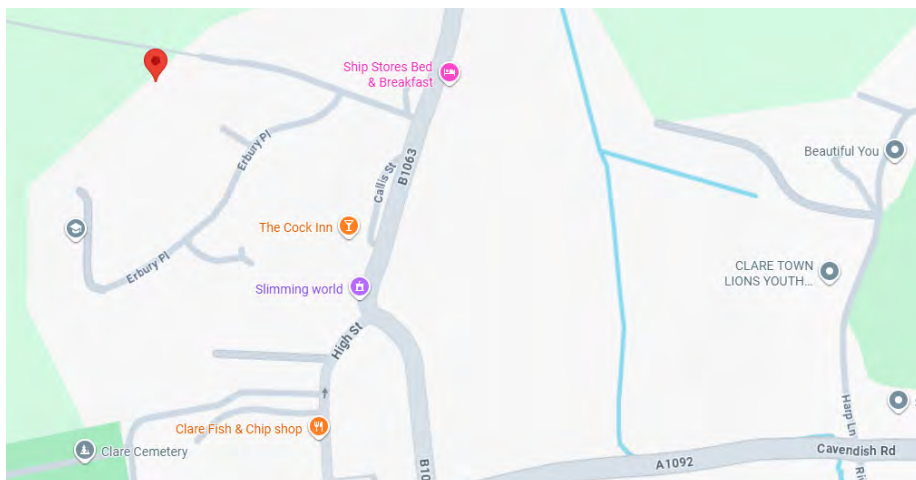 Ship Stores Bed
& Breakfast
Erbury Pl
B1063
Callis St
Beautiful You
The Cock Inn
Erbury Pl
CLARE TOWN
LIONS YOUTH...
Slimming world
High St
Harp Ln
Clare Fish & Chip shop
Clare Cemetery
Cavendish Rd
A1092